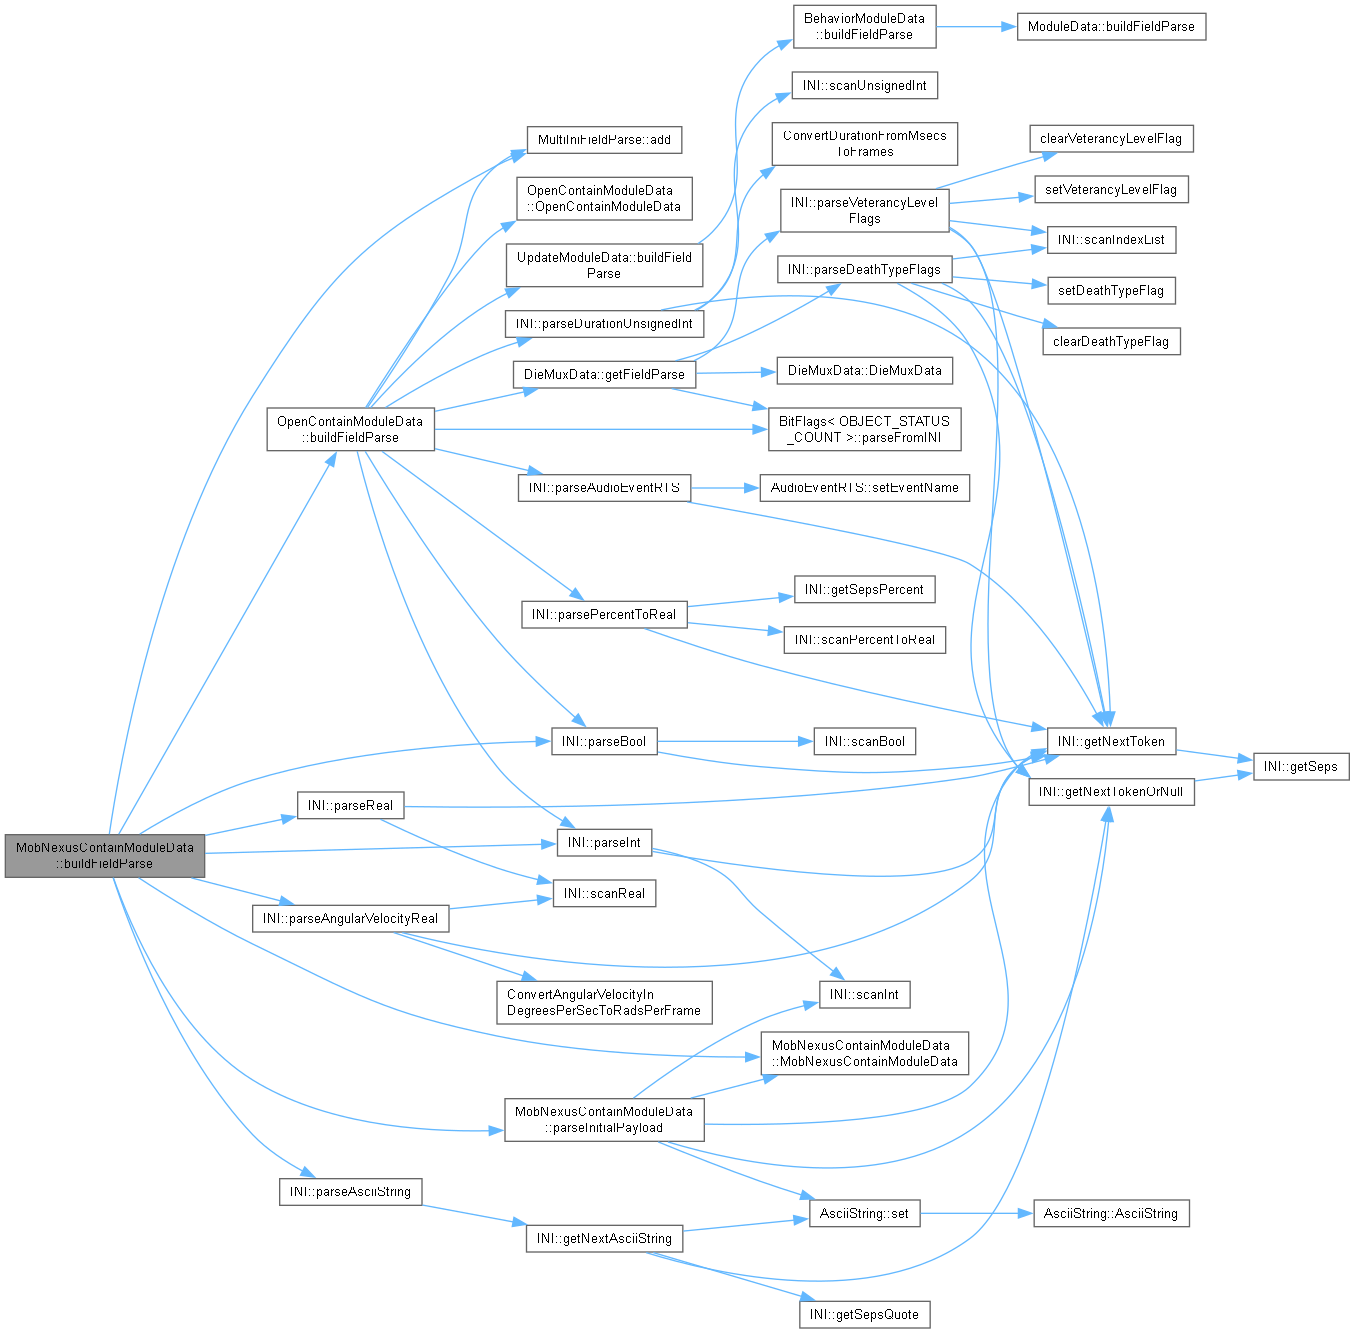 BehaviorModuleData
::buildFieldParse
ModuleData::buildFieldParse
INI::scanUnsignedInt
MultiIniFieldParse::add
ConvertDurationFromMsecs
ToFrames
clearVeterancyLevelFlag
OpenContainModuleData
::OpenContainModuleData
INI::parseVeterancyLevel
Flags
setVeterancyLevelFlag
INI::scanIndexList
UpdateModuleData::buildField
Parse
INI::parseDeathTypeFlags
setDeathTypeFlag
INI::parseDurationUnsignedInt
clearDeathTypeFlag
DieMuxData::getFieldParse
DieMuxData::DieMuxData
OpenContainModuleData
::buildFieldParse
BitFlags< OBJECT_STATUS
_COUNT >::parseFromINI
INI::parseAudioEventRTS
AudioEventRTS::setEventName
INI::getSepsPercent
INI::parsePercentToReal
INI::scanPercentToReal
INI::parseBool
INI::scanBool
INI::getNextToken
INI::getSeps
INI::getNextTokenOrNull
INI::parseReal
INI::parseInt
MobNexusContainModuleData
::buildFieldParse
INI::scanReal
INI::parseAngularVelocityReal
INI::scanInt
ConvertAngularVelocityIn
DegreesPerSecToRadsPerFrame
MobNexusContainModuleData
::MobNexusContainModuleData
MobNexusContainModuleData
::parseInitialPayload
INI::parseAsciiString
AsciiString::set
AsciiString::AsciiString
INI::getNextAsciiString
INI::getSepsQuote